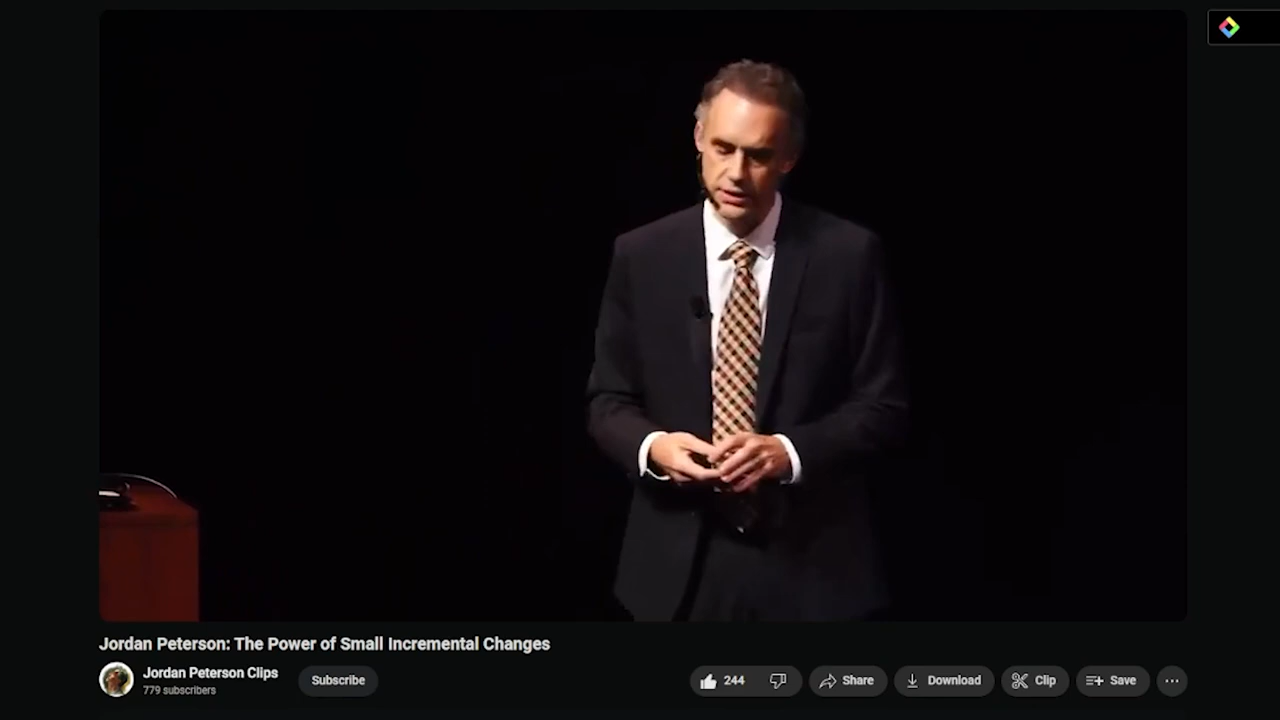 Jordan Peterson: The Power of Small Incremental Changes
Jordan Peterson Clips
779 subscribers
Subscribe
244
Share
Download
Clip
Save